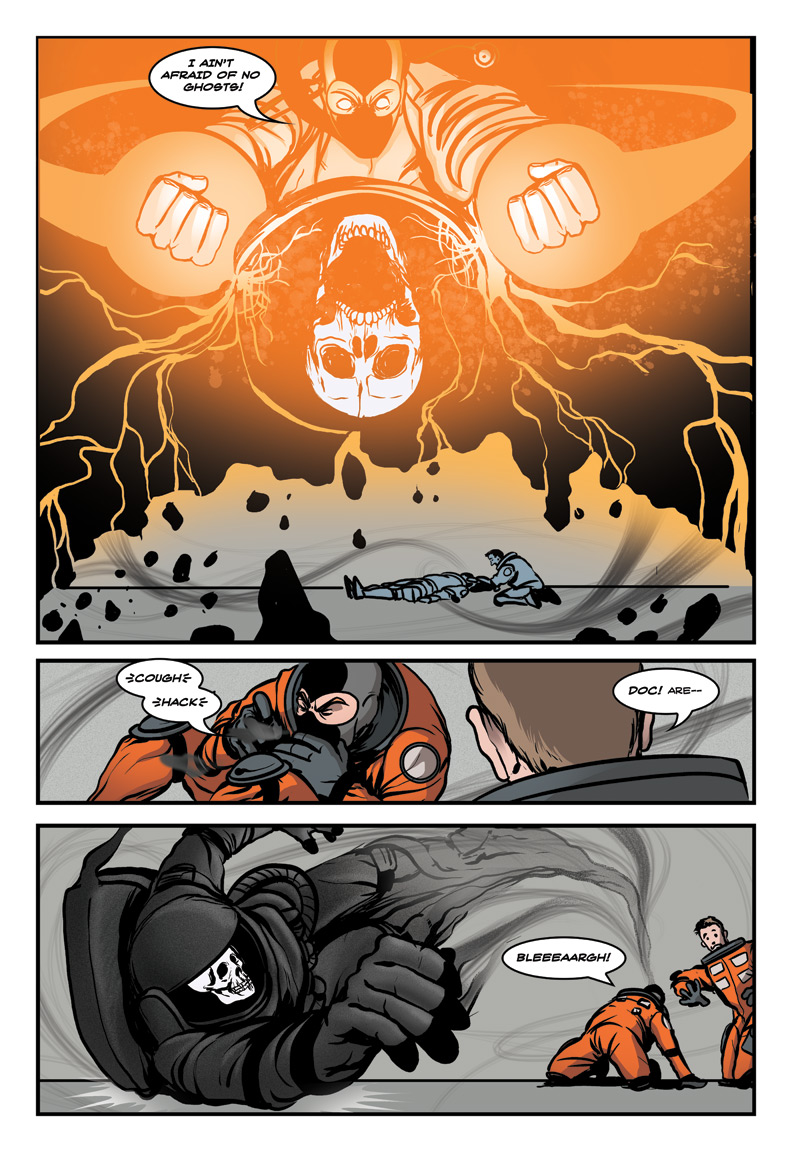 I AIN'T
AFRAID OF NO
GHOSTS!
COUGH
HACK
DOC! ARE--
BLEEEAARGH!